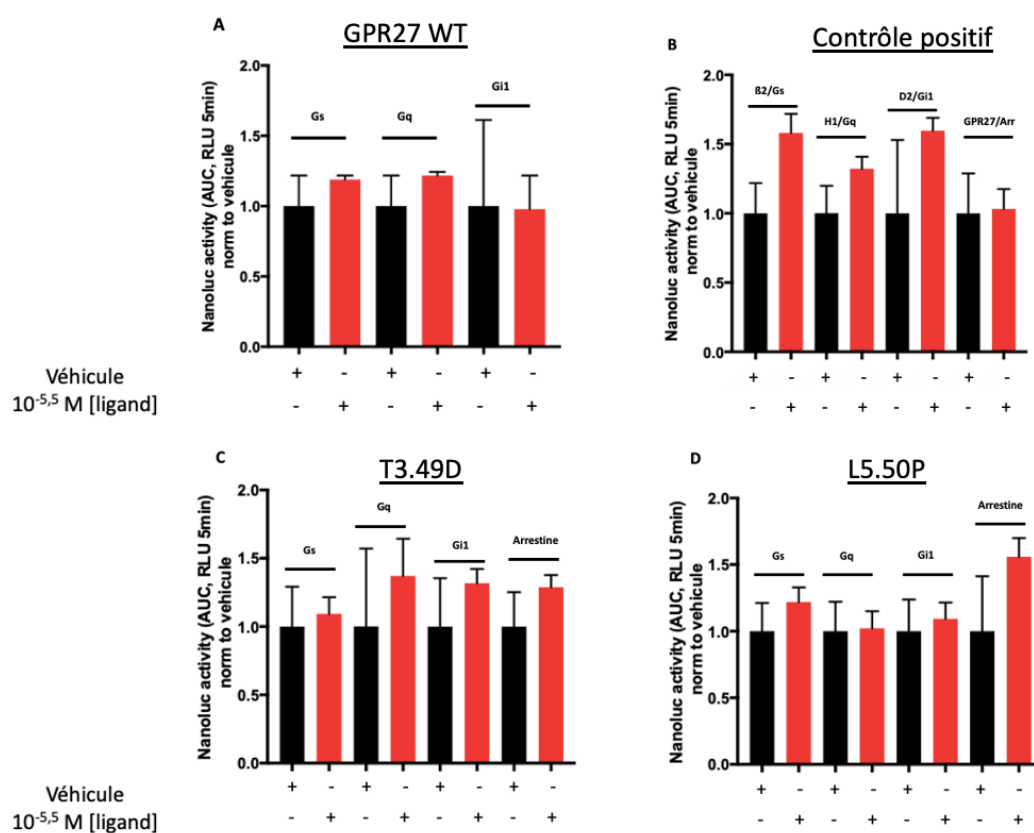 A
GPR27 WT
Nanoluc activity (AUC, RLU 5min)
norm to vehicule
2.0
1.5
1.0
0.5
0.0
Gs
Gq
Gi1
+ - + - + -
- + - + - +
B
Contrôle positif
Nanoluc activity (AUC, RLU 5min)
norm to vehicule
2.0
1.5
1.0
0.5
0.0
ß2/Gs
H1/Gq
D2/Gi1
GPR27/Arr
+ - + - + - + -
- + - + - + - +
Véhicule
10-5,5 M [ligand]
C
T3.49D
Nanoluc activity (AUC, RLU 5min)
norm to vehicule
2.0
1.5
1.0
0.5
0.0
Gs
Gq
Gi1
Arrestine
+ - + - + - + -
- + - + - + - +
D
L5.50P
Nanoluc activity (AUC, RLU 5min)
norm to vehicule
2.0
1.5
1.0
0.5
0.0
Gs
Gq
Gi1
Arrestine
+ - + - + - + -
- + - + - + - +
Véhicule
10-5,5 M [ligand]